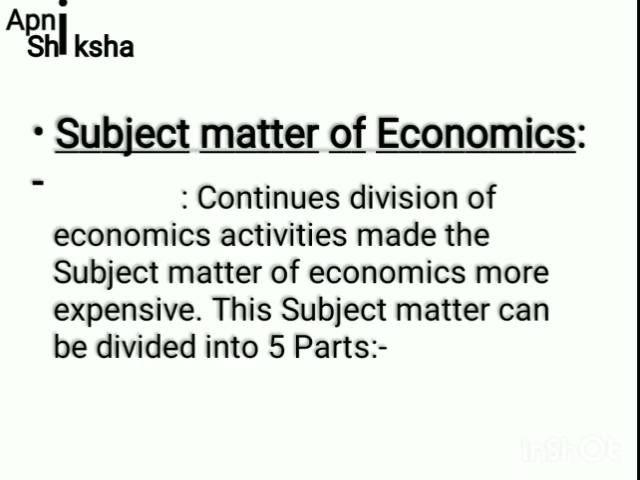 Apni
Shiksha
• Subject matter of Economics:
-
: Continues division of
economics activities made the
Subject matter of economics more
expensive. This Subject matter can
be divided into 5 Parts:-
InShOt